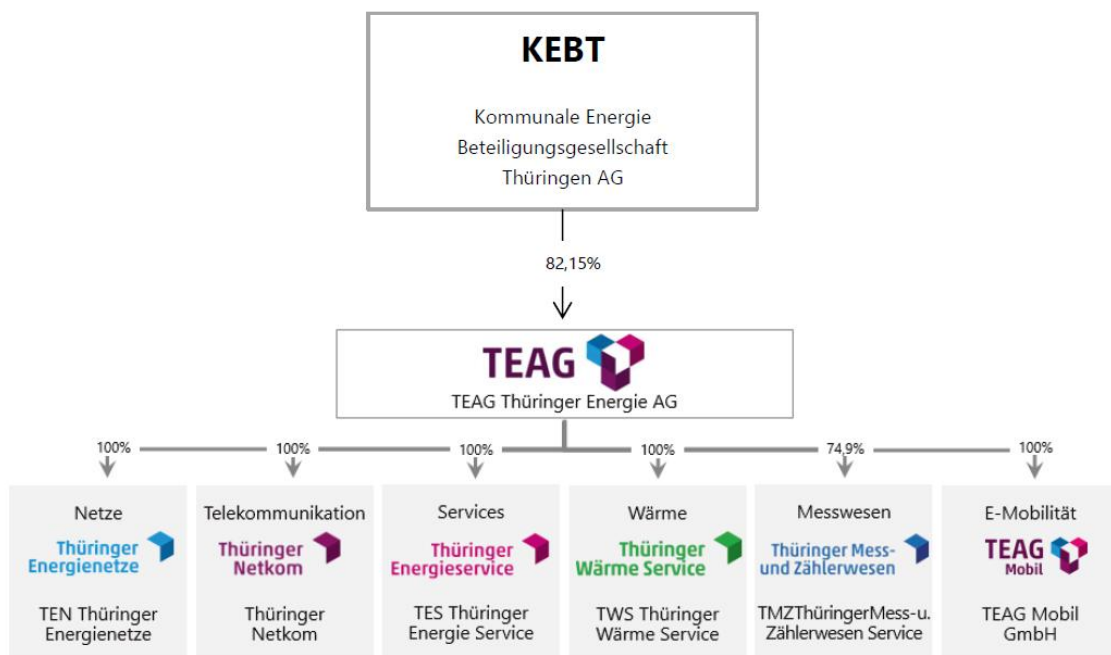 KEBT
Kommunale Energie
Beteiligungsgesellschaft
Thüringen AG
82,15%
TEAG
TEAG Thüringer Energie AG
100%
100%
100%
100%
74,9%
100%
Netze
Thüringer
Energienetze
TEN Thüringer
Energienetze
Telekommunikation
Thüringer
Netkom
Thüringer
Netkom
Services
Thüringer
Energieservice
TES Thüringer
Energie Service
Wärme
Thüringer
Wärme Service
TWS Thüringer
Wärme Service
Messwesen
Thüringer Mess-
und Zählerwesen
TMZThüringerMess-u.
Zählerwesen Service
E-Mobilität
TEAG
Mobil
TEAG Mobil
GmbH